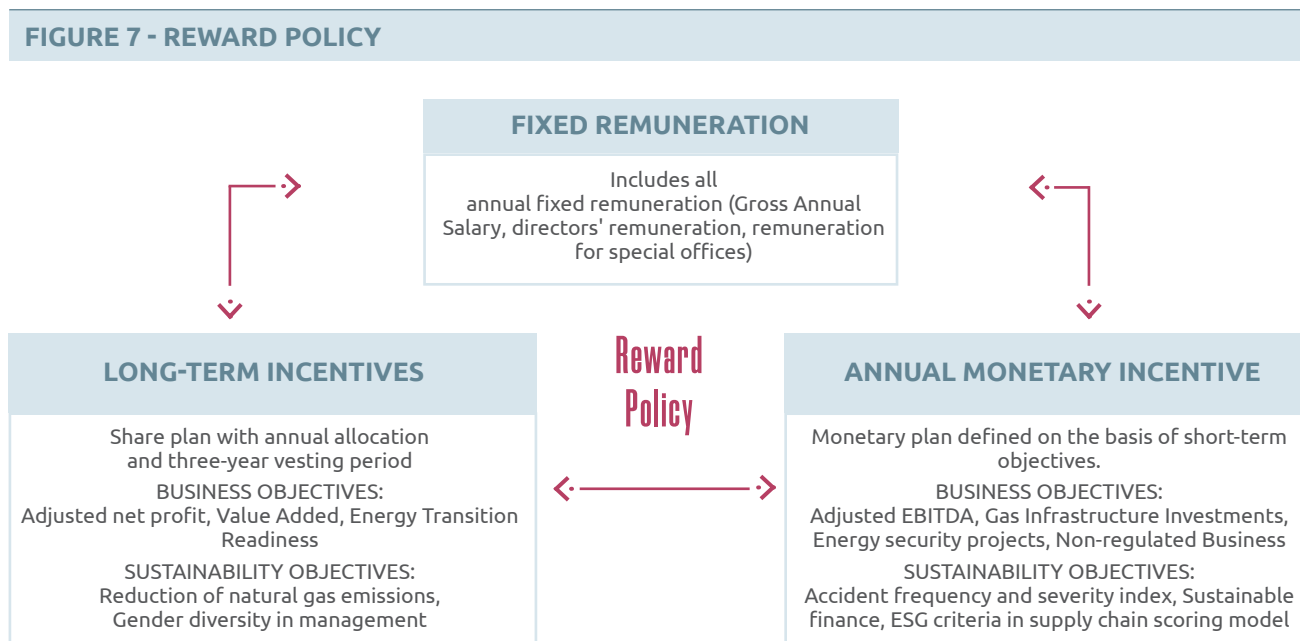 FIGURE 7 - REWARD POLICY
FIXED REMUNERATION
Includes all
annual fixed remuneration (Gross Annual
Salary, directors' remuneration, remuneration
for special offices)
LONG-TERM INCENTIVES
Share plan with annual allocation
and three-year vesting period
BUSINESS OBJECTIVES:
Adjusted net profit, Value Added, Energy Transition
Readiness
SUSTAINABILITY OBJECTIVES:
Reduction of natural gas emissions,
Gender diversity in management
Reward
Policy
ANNUAL MONETARY INCENTIVE
Monetary plan defined on the basis of short-term
objectives.
BUSINESS OBJECTIVES:
Adjusted EBITDA, Gas Infrastructure Investments,
Energy security projects, Non-regulated Business
SUSTAINABILITY OBJECTIVES:
Accident frequency and severity index, Sustainable
finance, ESG criteria in supply chain scoring model